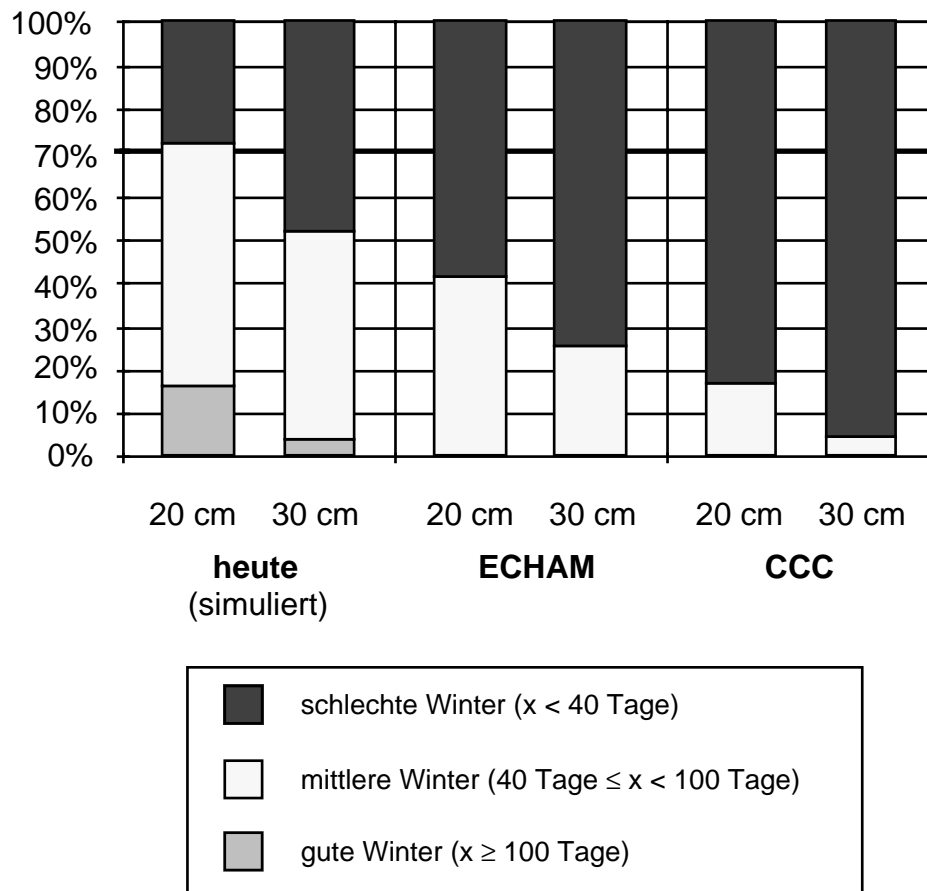 100%
90%
80%
70%
60%
50%
40%
30%
20%
10%
0%
20 cm 30 cm 20 cm 30 cm 20 cm 30 cm
heute ECHAM CCC
(simuliert)
schlechte Winter (x < 40 Tage)
mittlere Winter (40 Tage ≤ x < 100 Tage)
gute Winter (x ≥ 100 Tage)